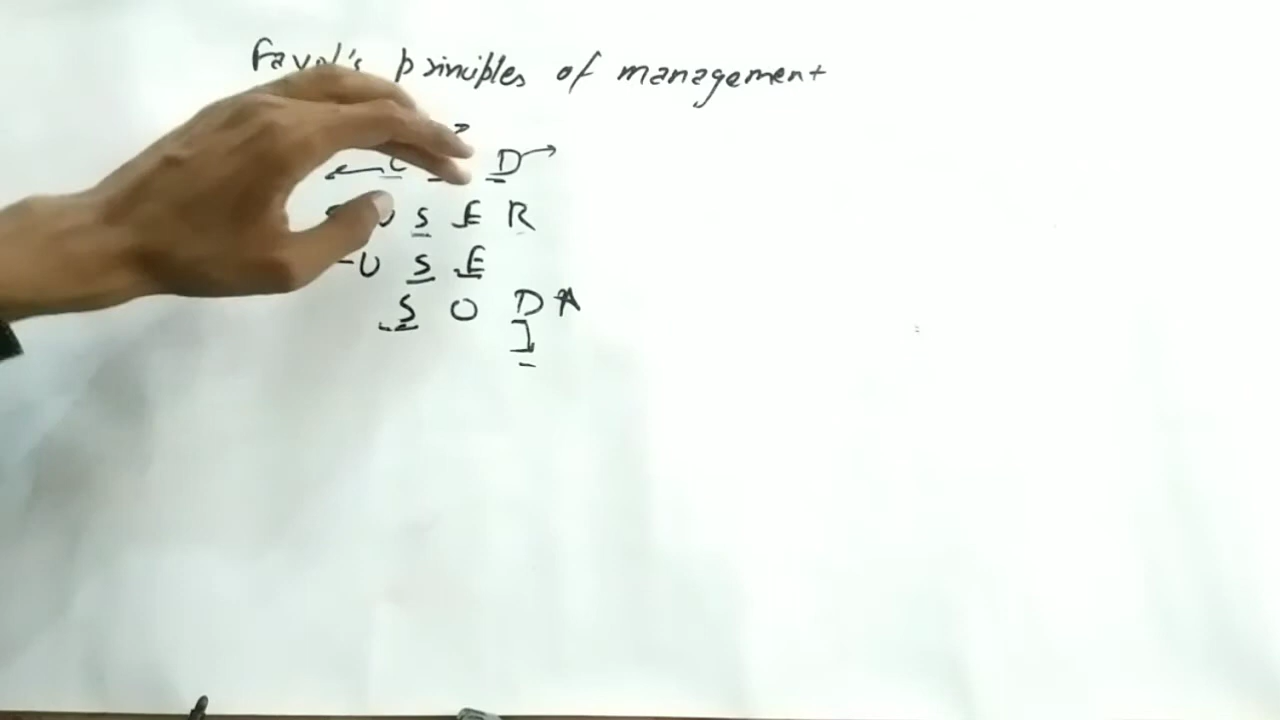 Fayol's principles of management
C D
U S E R
U S E
S O D A
I